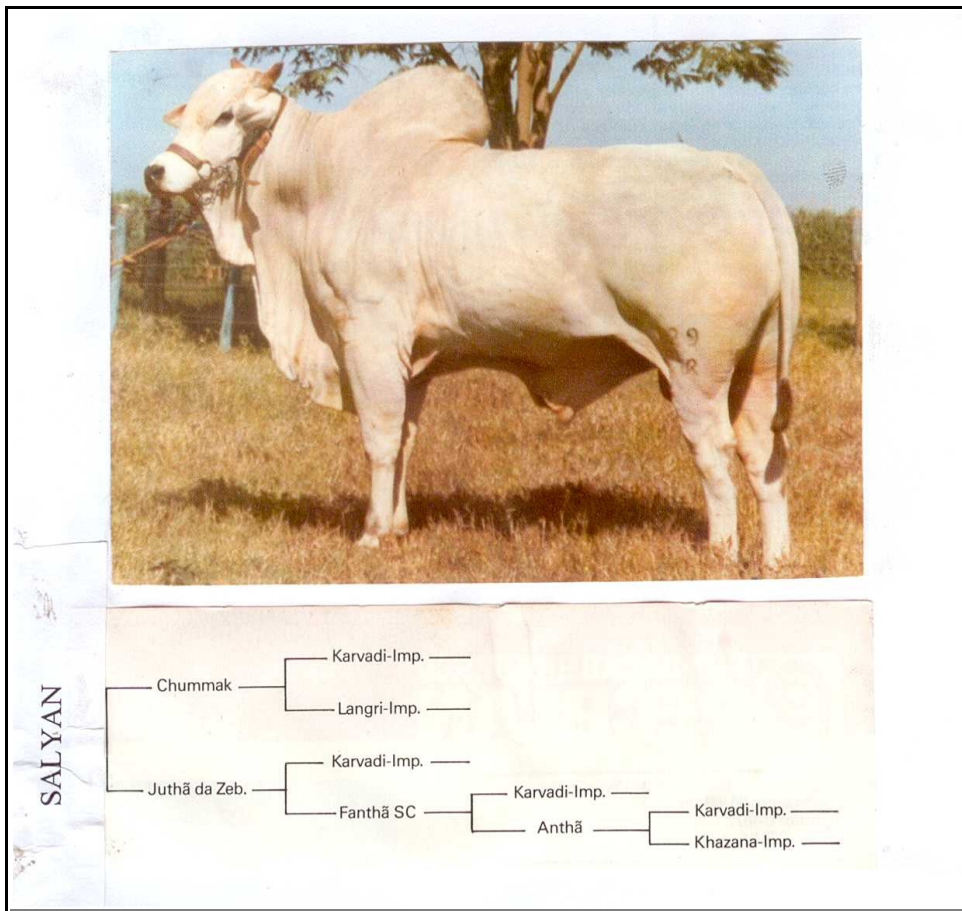 9
R
SALYAN
Karvadi-Imp.
Chummak
Langri-Imp.
Karvadi-Imp.
Juthã da Zeb.
Karvadi-Imp.
Fanthã SC
Karvadi-Imp.
Anthã
Khazana-Imp.